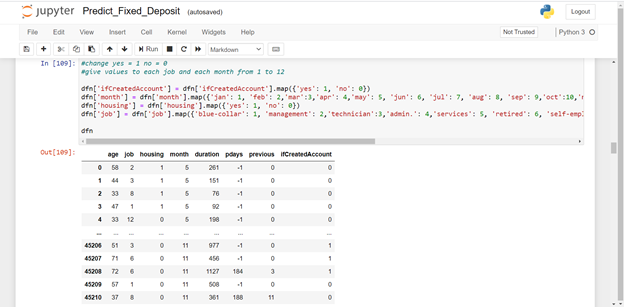 jupyter Predict_Fixed_Deposit (autosaved)
Logout
File Edit View Insert Cell Kernel Widgets Help
Not Trusted
Python 3
Run
Markdown
In [109]:
#change yes = 1 no = 0
#give values to each job and each month from 1 to 12
dfn['ifCreatedAccount'] = dfn['ifCreatedAccount'].map({'yes': 1, 'no': 0})
dfn['month'] = dfn['month'].map({'jan': 1, 'feb': 2,'mar':3,'apr': 4,'may': 5, 'jun': 6, 'jul': 7, 'aug': 8, 'sep': 9,'oct':10,'n
dfn['housing'] = dfn['housing'].map({'yes': 1, 'no': 0})
dfn['job'] = dfn['job'].map({'blue-collar': 1, 'management': 2,'technician':3,'admin.': 4,'services': 5, 'retired': 6, 'self-empl
dfn
Out[109]:
age job housing month duration pdays previous ifCreatedAccount
0 58 2 1 5 261 -1 0 0
1 44 3 1 5 151 -1 0 0
2 33 8 1 5 76 -1 0 0
3 47 1 1 5 92 -1 0 0
4 33 12 0 5 198 -1 0 0
... ... ... ... ... ... ... ... ...
45206 51 3 0 11 977 -1 0 1
45207 71 6 0 11 456 -1 0 1
45208 72 6 0 11 1127 184 3 1
45209 57 1 0 11 508 -1 0 0
45210 37 8 0 11 361 188 11 0